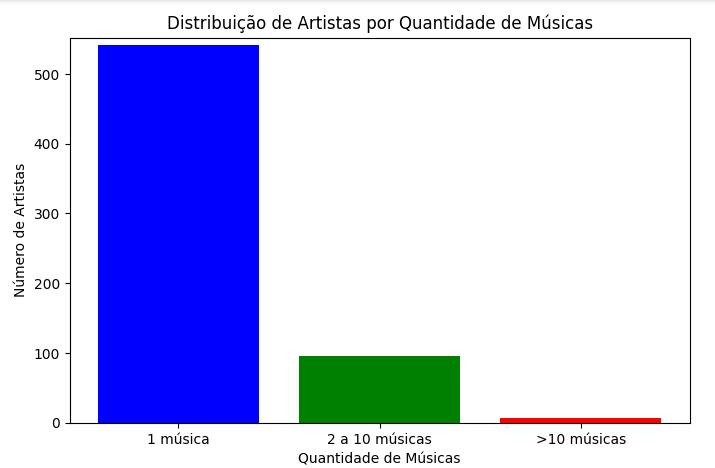 Distribuição de Artistas por Quantidade de Músicas
500
400
300
200
100
0
Número de Artistas
1 música
2 a 10 músicas
>10 músicas
Quantidade de Músicas